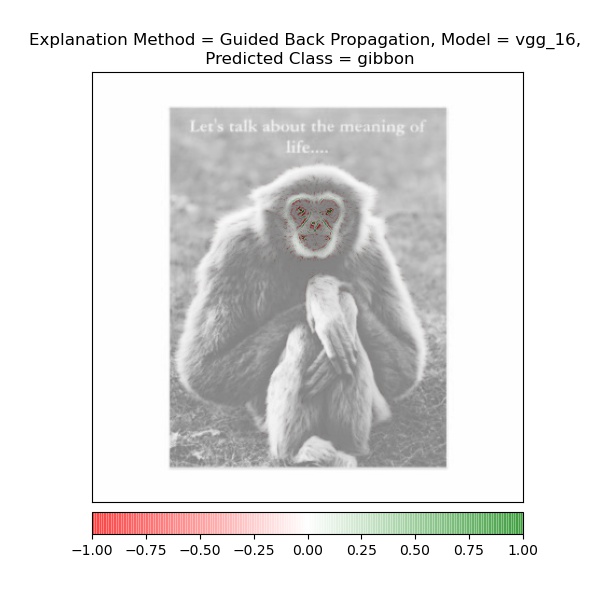 Explanation Method = Guided Back Propagation, Model = vgg_16,
Predicted Class = gibbon
Let's talk about the meaning of
life....
−1.00 −0.75 −0.50 −0.25 0.00 0.25 0.50 0.75 1.00